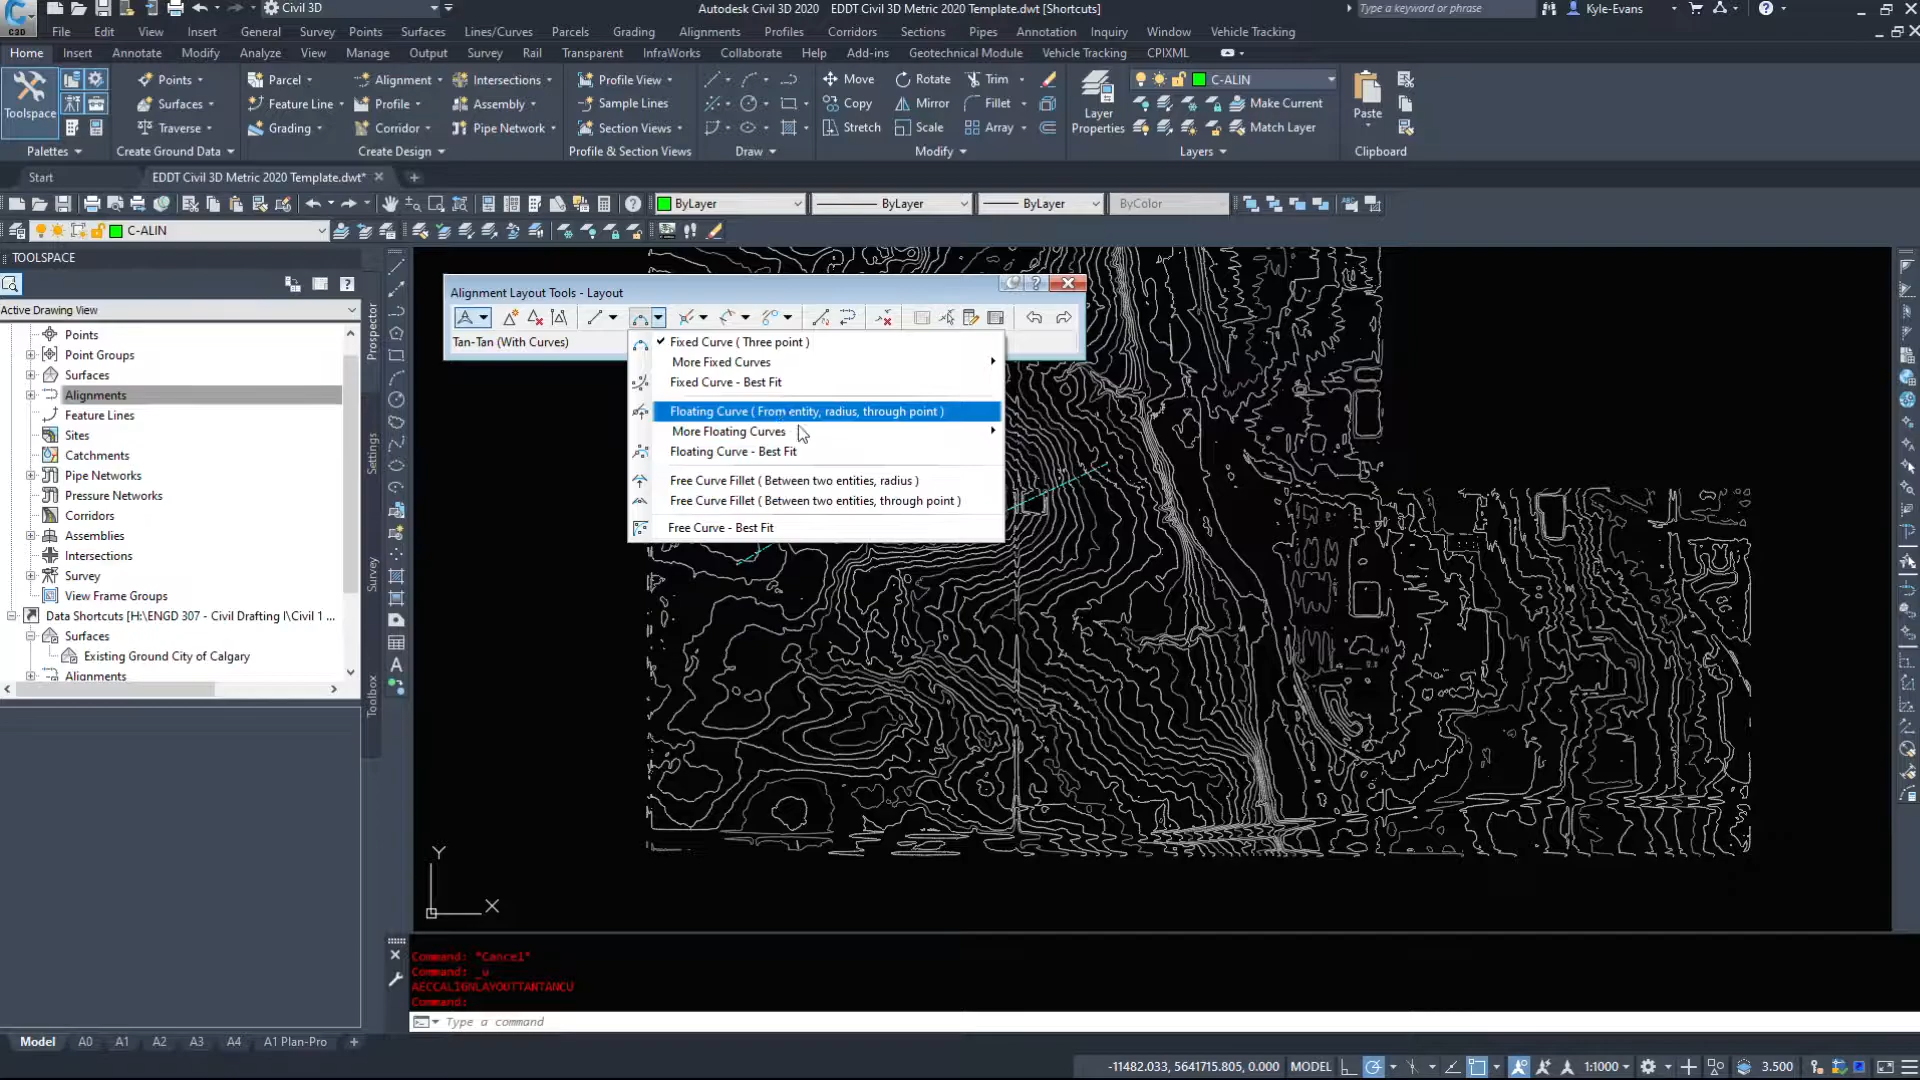 Civil 3D
Autodesk Civil 3D 2020 EDDT Civil 3D Metric 2020 Template.dwt [Shortcuts]
Type a keyword or phrase
Kyle-Evans
C3D
File Edit View Insert General Survey Points Surfaces Lines/Curves Parcels Grading Alignments Profiles Corridors Sections Pipes Annotation Inquiry Window Vehicle Tracking
Home Insert Annotate Modify Analyze View Manage Output Survey Rail Transparent InfraWorks Collaborate Help Add-ins Geotechnical Module Vehicle Tracking CPIXML
Toolspace
Points
Surfaces
Traverse
Parcel
Feature Line
Grading
Alignment
Profile
Corridor
Intersections
Assembly
Pipe Network
Profile View
Sample Lines
Section Views
Move
Copy
Stretch
Rotate
Mirror
Scale
Trim
Fillet
Array
Layer
Properties
C-ALIN
Make Current
Match Layer
Paste
Palettes Create Ground Data Create Design Profile & Section Views Draw Modify Layers Clipboard
Start EDDT Civil 3D Metric 2020 Template.dwt*
ByLayer ByLayer ByLayer ByColor
C-ALIN
TOOLSPACE
Active Drawing View
Points
Point Groups
Surfaces
Alignments
Feature Lines
Sites
Catchments
Pipe Networks
Pressure Networks
Corridors
Assemblies
Intersections
Survey
View Frame Groups
Data Shortcuts [H:\ENGD 307 - Civil Drafting I\Civil 1 ...
Surfaces
Existing Ground City of Calgary
Alignments
Prospector
Settings
Survey
Toolbox
Alignment Layout Tools - Layout
Tan-Tan (With Curves)
Fixed Curve ( Three point )
More Fixed Curves
Fixed Curve - Best Fit
Floating Curve ( From entity, radius, through point )
More Floating Curves
Floating Curve - Best Fit
Free Curve Fillet ( Between two entities, radius )
Free Curve Fillet ( Between two entities, through point )
Free Curve - Best Fit
Y
X
Command: *Cancel*
Command: _u
AECCALIGNLAYOUTTANTANCU
Command:
Type a command
Model A0 A1 A2 A3 A4 A1 Plan-Pro
-11482.033, 5641715.805, 0.000 MODEL 1:1000 3.500